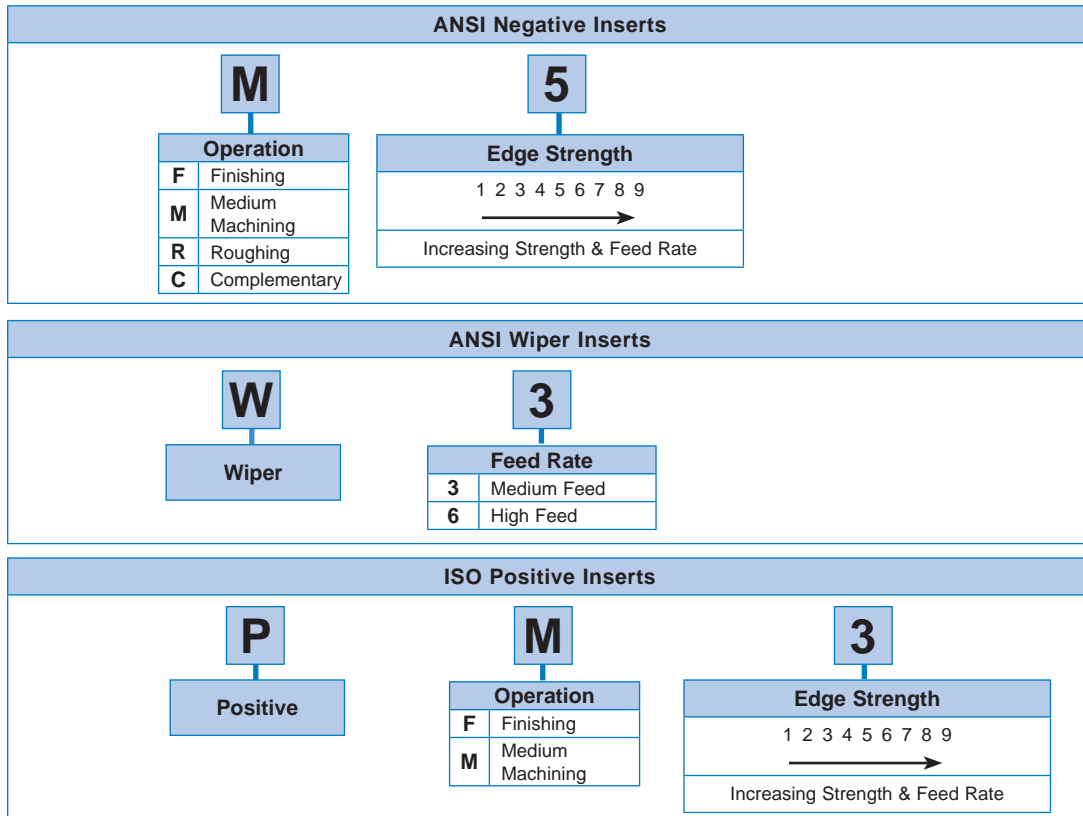 ANSI Negative Inserts
M 5
Operation
F Finishing
M Medium
Machining
R Roughing
C Complementary
Edge Strength
1 2 3 4 5 6 7 8 9
Increasing Strength & Feed Rate
ANSI Wiper Inserts
W 3
Wiper
Feed Rate
3 Medium Feed
6 High Feed
ISO Positive Inserts
P M 3
Positive
Operation
F Finishing
M Medium
Machining
Edge Strength
1 2 3 4 5 6 7 8 9
Increasing Strength & Feed Rate